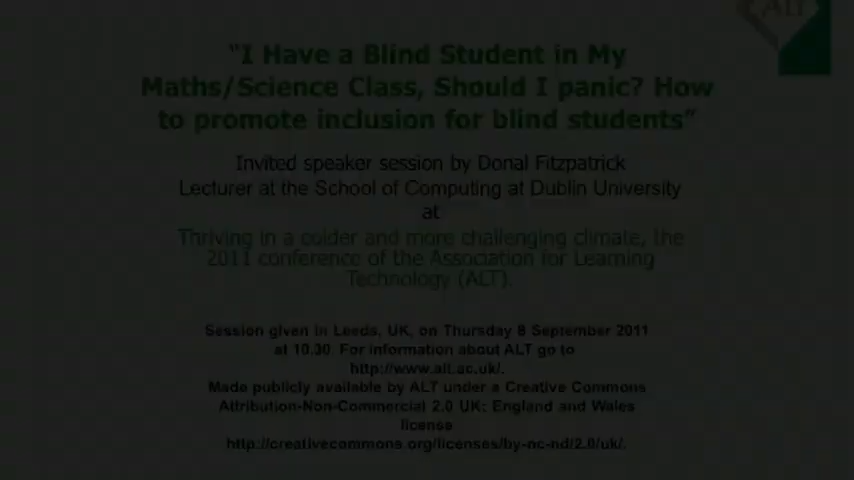 ALT
"I Have a Blind Student in My
Maths/Science Class, Should I panic? How
to promote inclusion for blind students"
Invited speaker session by Donal Fitzpatrick
Lecturer at the School of Computing at Dublin University
at
Thriving in a colder and more challenging climate, the
2011 conference of the Association for Learning
Technology (ALT).
Session given in Leeds, UK, on Thursday 8 September 2011
at 10.30. For information about ALT go to
http://www.alt.ac.uk/.
Made publicly available by ALT under a Creative Commons
Attribution-Non-Commercial 2.0 UK: England and Wales
license
http://creativecommons.org/licenses/by-nc-nd/2.0/uk/.